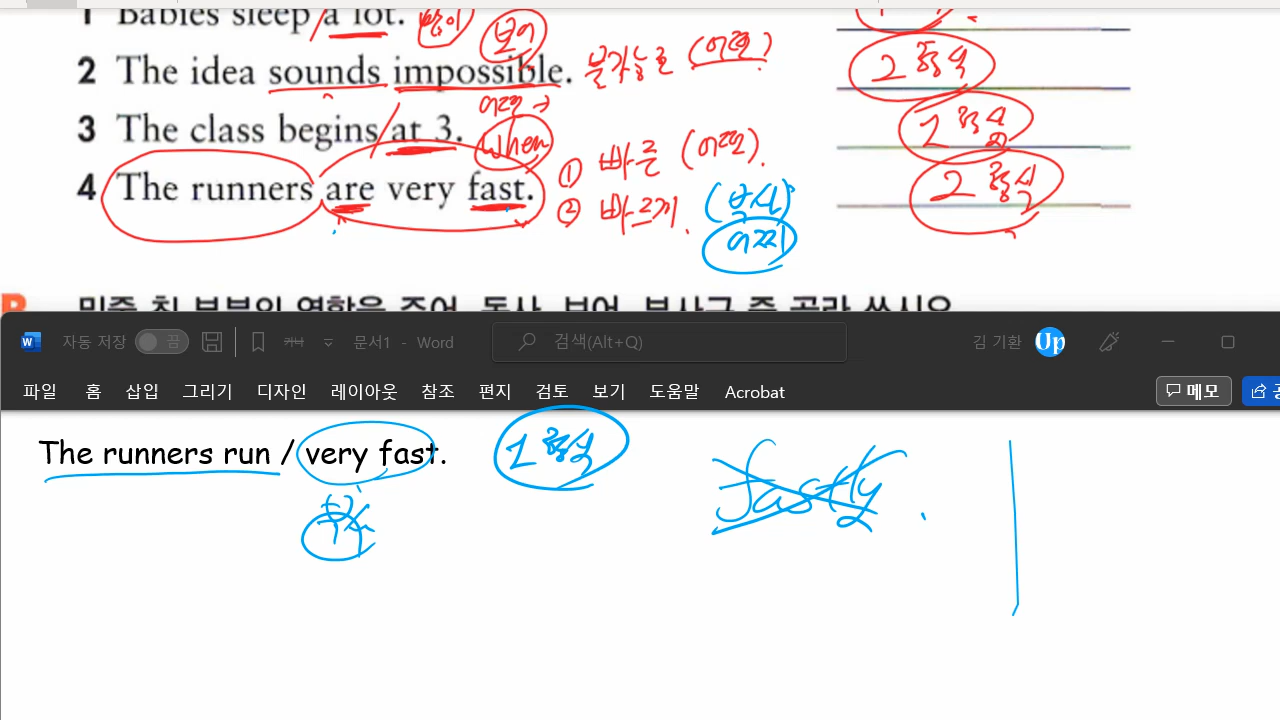 1 Babies sleep / a lot. 많이
보어
2 The idea sounds impossible. 불가능로 (어떤?) 2 형식
어떤 →
3 The class begins / at 3. when 1 형식
① 빠른 (어떤).
4 The runners are very fast. 2 형식
② 빠르게. (부사)
어찌
B 밑줄 친 부분의 역할을 주어, 동사, 보어, 부사구 중 골라 쓰시오
자동 저장 끔 가나 문서1 - Word 검색(Alt+Q) 김 기환 Up
파일 홈 삽입 그리기 디자인 레이아웃 참조 편지 검토 보기 도움말 Acrobat 메모
The runners run / very fast. 1 형식
fastly.